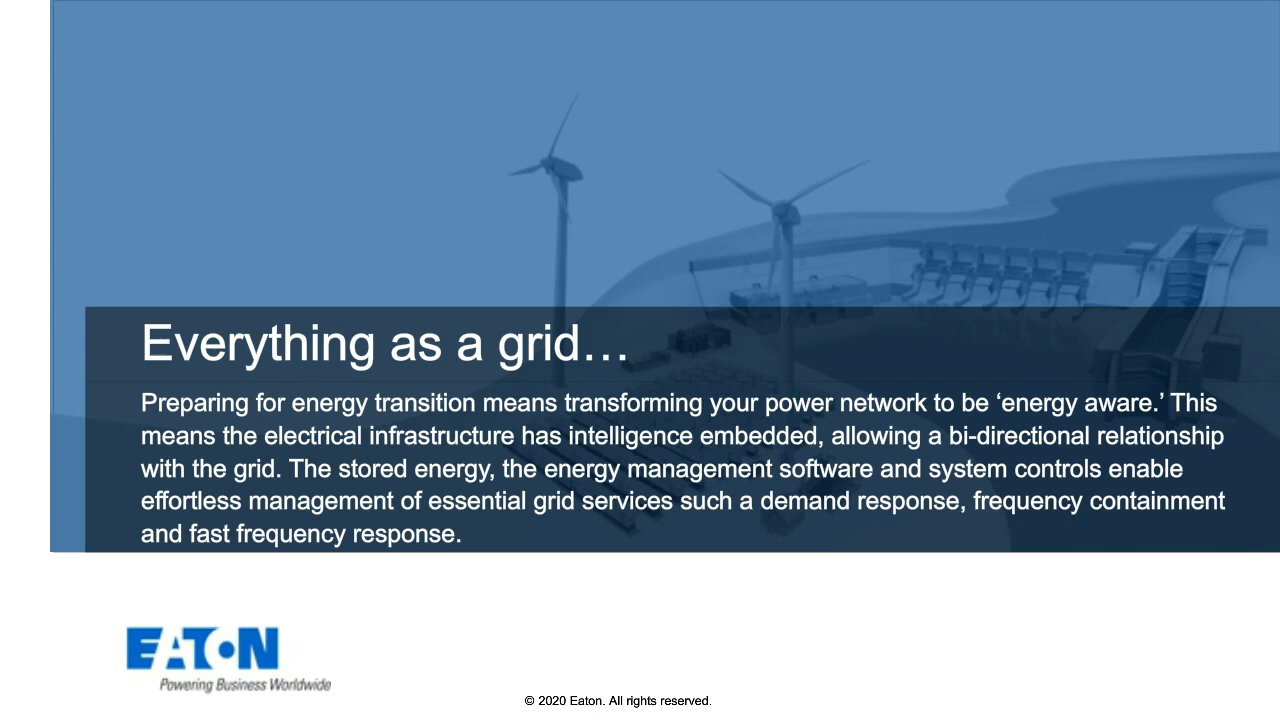 Everything as a grid…
Preparing for energy transition means transforming your power network to be ‘energy aware.’ This
means the electrical infrastructure has intelligence embedded, allowing a bi-directional relationship
with the grid. The stored energy, the energy management software and system controls enable
effortless management of essential grid services such a demand response, frequency containment
and fast frequency response.
EATON
Powering Business Worldwide
© 2020 Eaton. All rights reserved.